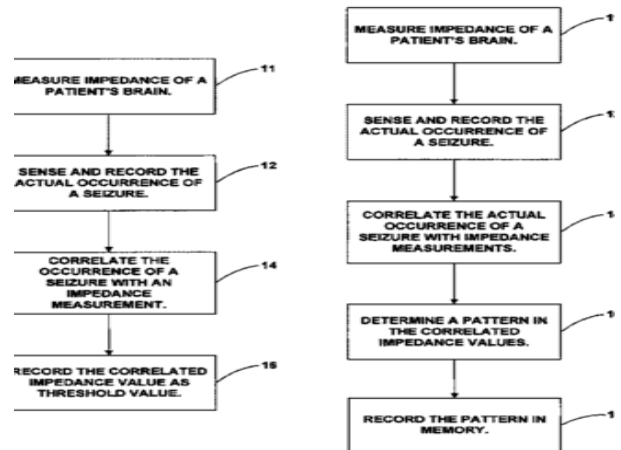 MEASURE IMPEDANCE OF A
PATIENT'S BRAIN.
11
SENSE AND RECORD THE
ACTUAL OCCURRENCE OF
A SEIZURE.
12
CORRELATE THE
OCCURRENCE OF A
SEIZURE WITH AN
IMPEDANCE
MEASUREMENT.
14
RECORD THE CORRELATED
IMPEDANCE VALUE AS
THRESHOLD VALUE.
MEASURE IMPEDANCE OF A
PATIENT'S BRAIN.
SENSE AND RECORD THE
ACTUAL OCCURRENCE OF
A SEIZURE.
CORRELATE THE ACTUAL
OCCURRENCE OF A
SEIZURE WITH IMPEDANCE
MEASUREMENTS.
DETERMINE A PATTERN IN
THE CORRELATED
IMPEDANCE VALUES.
RECORD THE PATTERN IN
MEMORY.